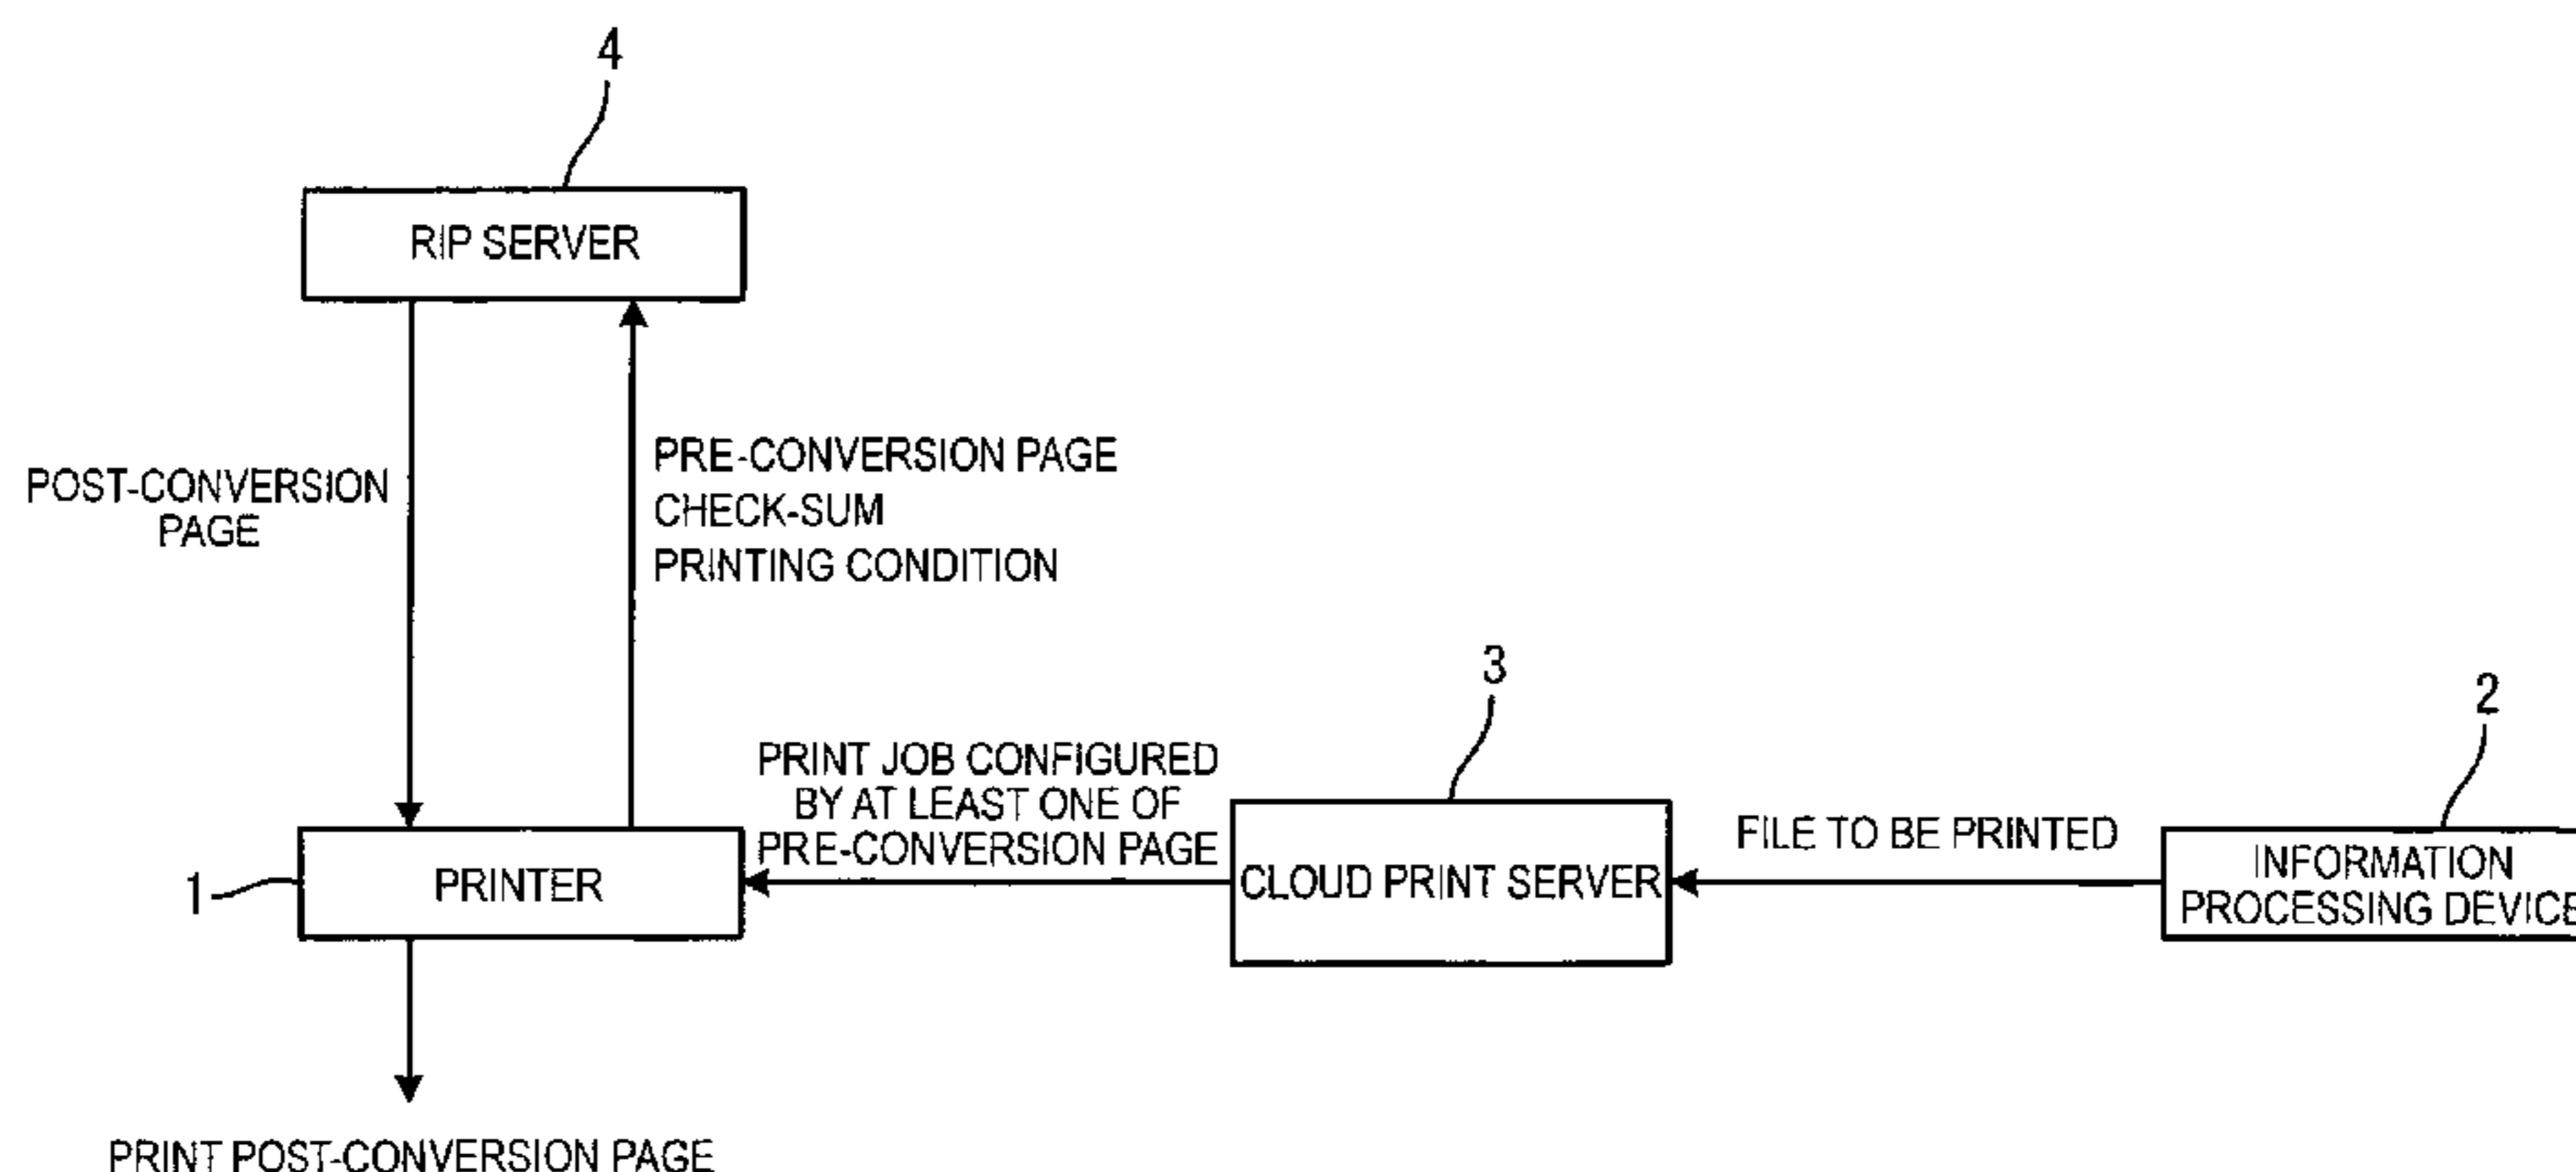 4
RIP SERVER
POST-CONVERSION
PAGE
PRE-CONVERSION PAGE
CHECK-SUM
PRINTING CONDITION
3
2
PRINT JOB CONFIGURED
BY AT LEAST ONE OF
PRE-CONVERSION PAGE
FILE TO BE PRINTED
1
PRINTER
CLOUD PRINT SERVER
INFORMATION
PROCESSING DEVICE
PRINT POST-CONVERSION PAGE